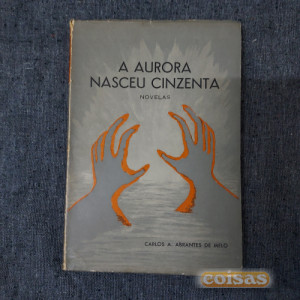 A AURORA
NASCEU CINZENTA
NOVELAS
CARLOS A. ABRANTES DE MELO
coisas